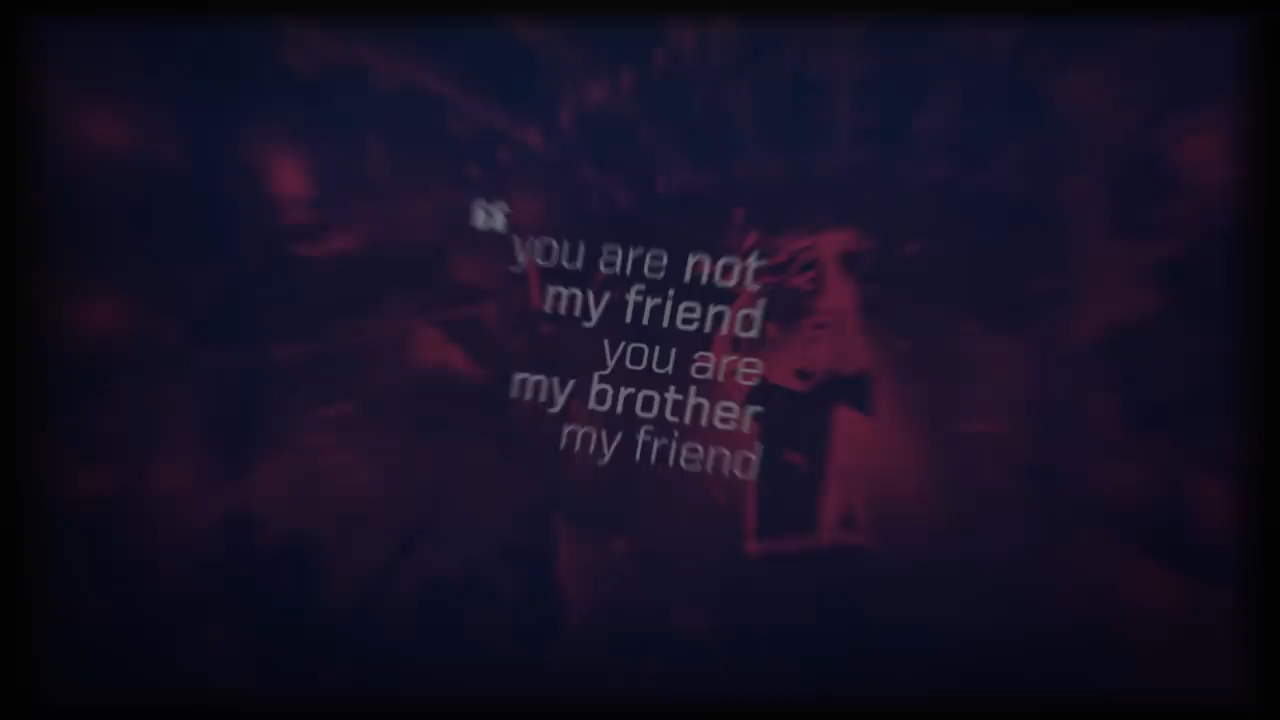 “
you are not
my friend
you are
my brother
my friend